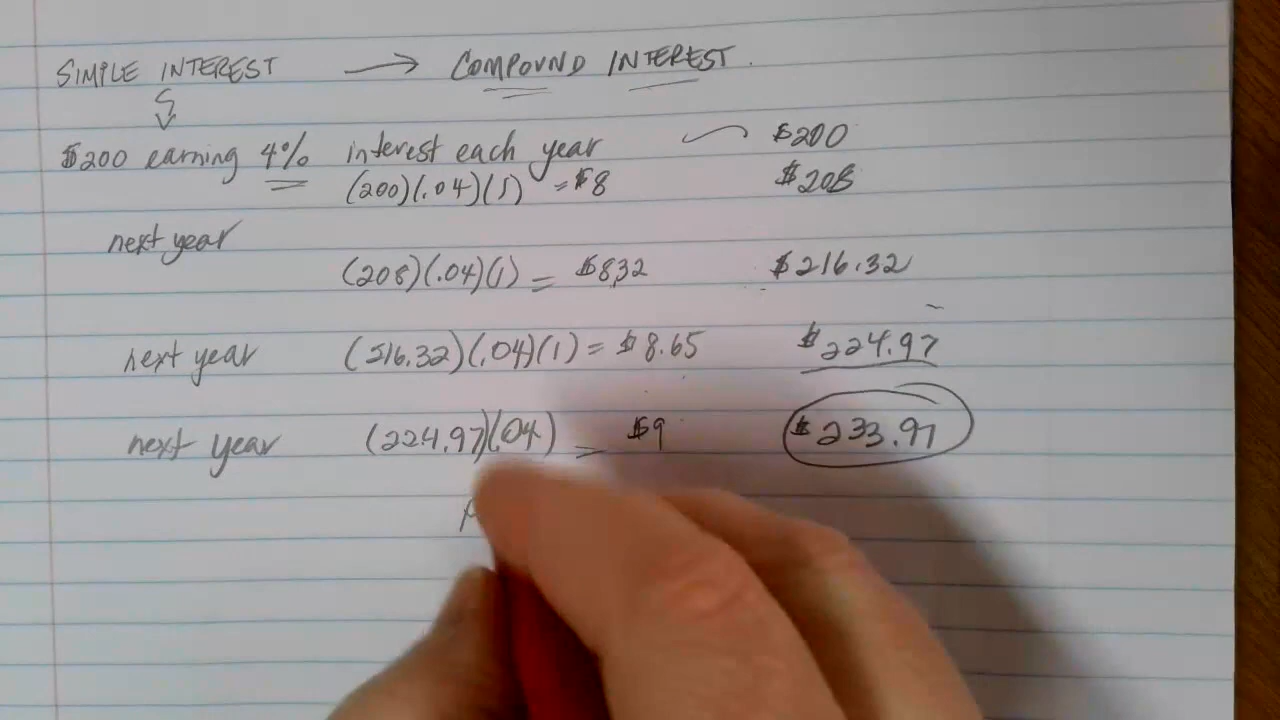 SIMPLE INTEREST → COMPOUND INTEREST.
$200 earning 4% interest each year $200
(200)(.04)(1) = $8 $208
next year
(208)(.04)(1) = $8.32 $216.32
next year (216.32)(.04)(1) = $8.65 $224.97
next year (224.97)(.04) = $9 $233.97